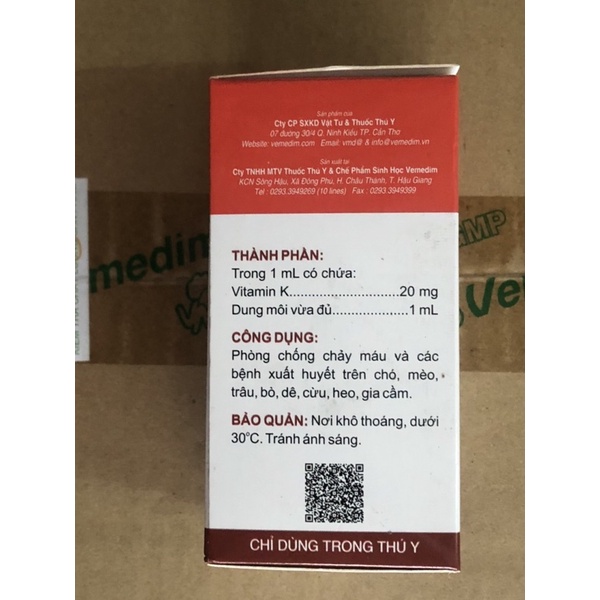 Sản phẩm của
Cty CP SXKD Vật Tư & Thuốc Thú Y
07 đường 30/4 Q. Ninh Kiều TP. Cần Thơ
Website: vemedim.com Email: vmd@ & info@vemedim.vn
Sản xuất tại
Cty TNHH MTV Thuốc Thú Y & Chế Phẩm Sinh Học Vemedim
KCN Sông Hậu, Xã Đông Phú, H. Châu Thành, T. Hậu Giang
Tel : 0293.3949269 (10 lines) Fax : 0293.3949399
medim
GMP
Ve
THÀNH PHẦN:
Trong 1 mL có chứa:
Vitamin K............................20 mg
Dung môi vừa đủ...................1 mL
CÔNG DỤNG:
Phòng chống chảy máu và các
bệnh xuất huyết trên chó, mèo,
trâu, bò, dê, cừu, heo, gia cầm.
BẢO QUẢN: Nơi khô thoáng, dưới
30°C. Tránh ánh sáng.
CHỈ DÙNG TRONG THÚ Y